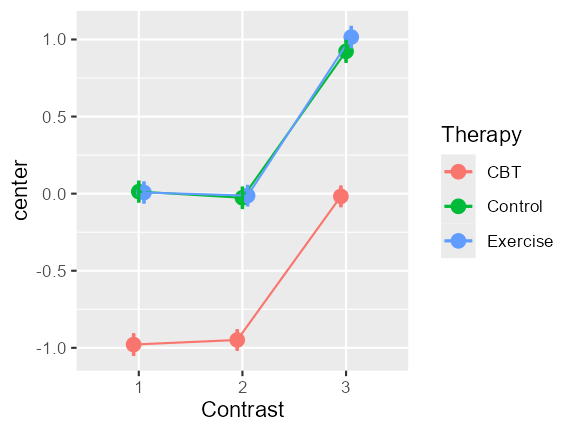 1.0
0.5
0.0
-0.5
-1.0
center
1
2
3
Contrast
Therapy
CBT
Control
Exercise